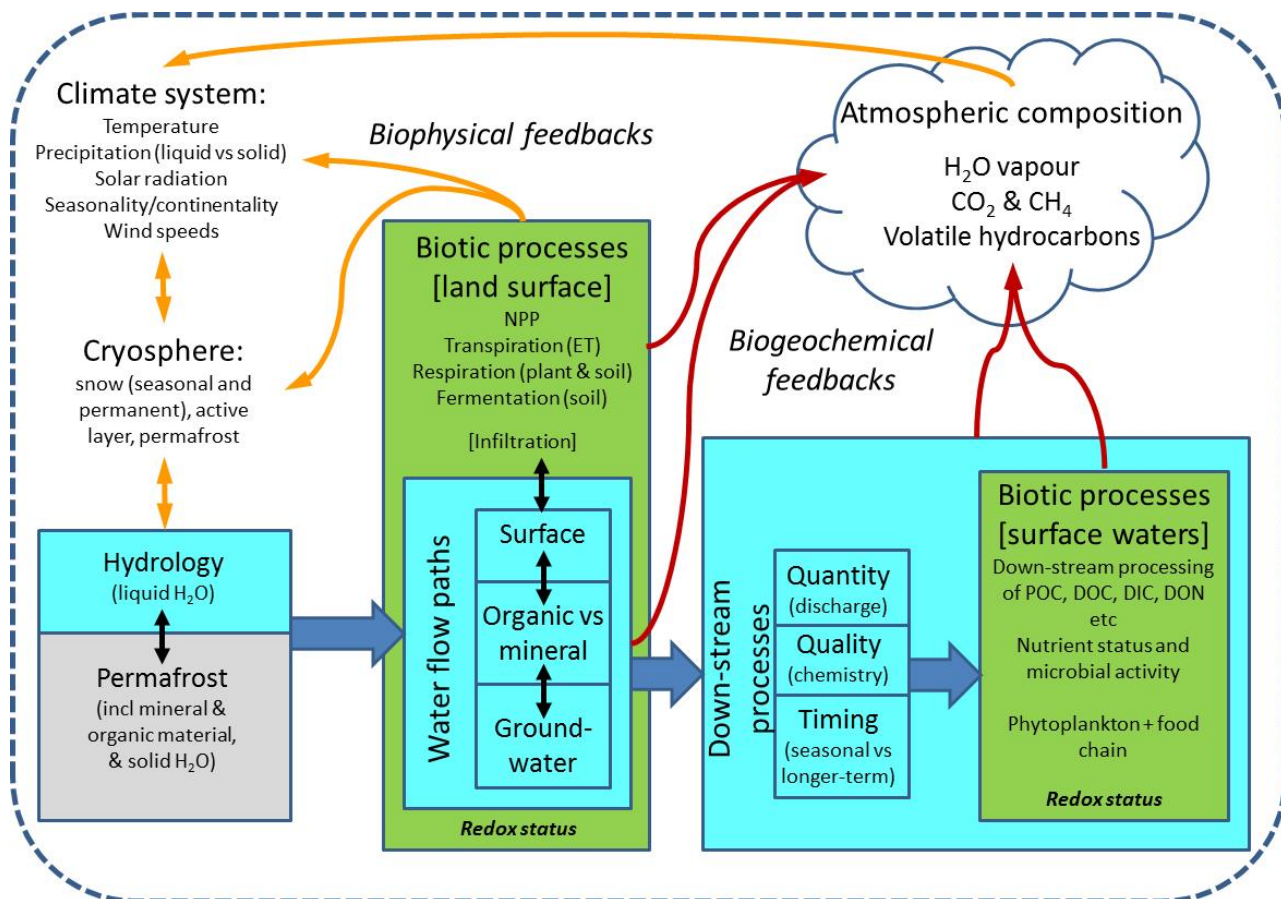 Climate system:
Temperature
Precipitation (liquid vs solid)
Solar radiation
Seasonality/continentality
Wind speeds
Biophysical feedbacks
Atmospheric composition
H₂O vapour
CO₂ & CH₄
Volatile hydrocarbons
Cryosphere:
snow (seasonal and
permanent), active
layer, permafrost
Biotic processes
[land surface]
NPP
Transpiration (ET)
Respiration (plant & soil)
Fermentation (soil)
[Infiltration]
Biogeochemical
feedbacks
Hydrology
(liquid H₂O)
Permafrost
(incl mineral &
organic material,
& solid H₂O)
Water flow paths
Surface
Organic vs
mineral
Ground-
water
Redox status
Down-stream
processes
Quantity
(discharge)
Quality
(chemistry)
Timing
(seasonal vs
longer-term)
Biotic processes
[surface waters]
Down-stream processing
of POC, DOC, DIC, DON
etc
Nutrient status and
microbial activity
Phytoplankton + food
chain
Redox status